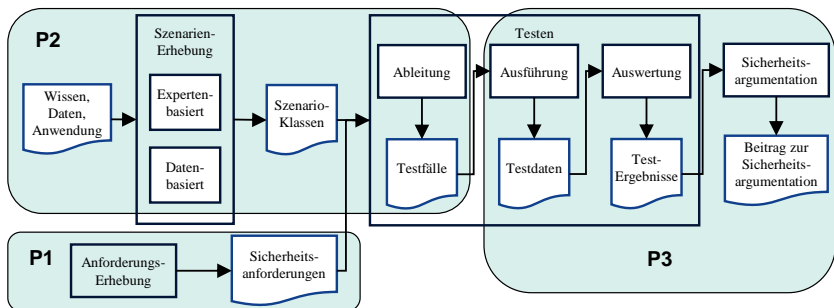 P2
Szenarien-
Erhebung
Wissen,
Daten,
Anwendung
Experten-
basiert
Daten-
basiert
Szenario-
Klassen
Testen
Ableitung
Testfälle
Ausführung
Testdaten
Auswertung
Test-
Ergebnisse
Sicherheits-
argumentation
Beitrag zur
Sicherheits-
argumentation
P1
Anforderungs-
Erhebung
Sicherheits-
anforderungen
P3